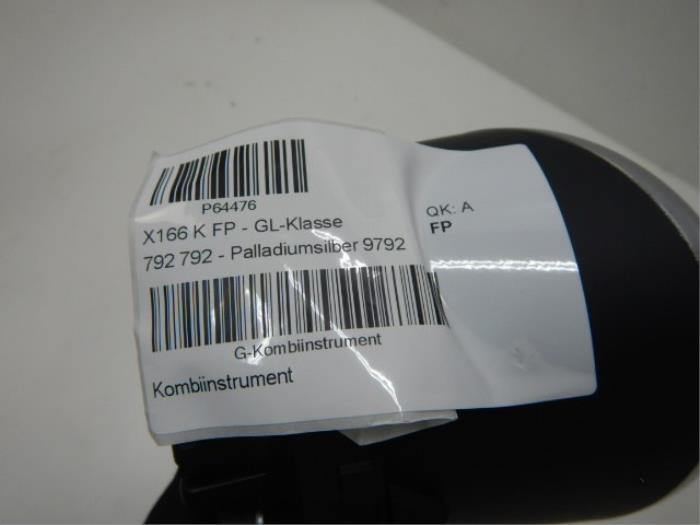 P64476
X166 K FP - GL-Klasse
792 792 - Palladiumsilber 9792
QK: A
FP
G-Kombiinstrument
Kombiinstrument